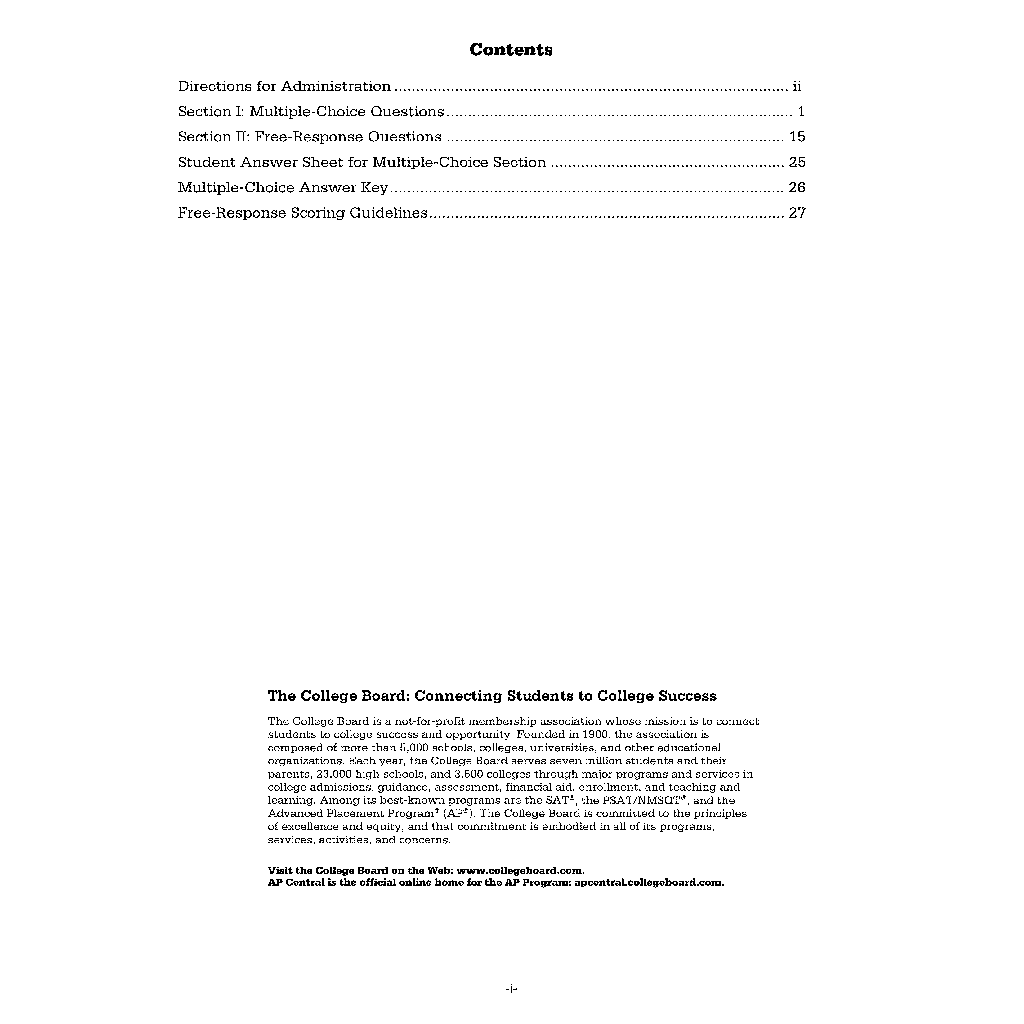 Contents
Directions for Administration ........................................................................................... ii
Section I: Multiple-Choice Questions................................................................................ 1
Section II: Free-Response Questions .............................................................................. 15
Student Answer Sheet for Multiple-Choice Section ...................................................... 25
Multiple-Choice Answer Key........................................................................................... 26
Free-Response Scoring Guidelines.................................................................................. 27
The College Board: Connecting Students to College Success
The College Board is a not-for-profit membership association whose mission is to connect
students to college success and opportunity. Founded in 1900, the association is
composed of more than 5,000 schools, colleges, universities, and other educational
organizations. Each year, the College Board serves seven million students and their
parents, 23,000 high schools, and 3,500 colleges through major programs and services in
college admissions, guidance, assessment, financial aid, enrollment, and teaching and
learning. Among its best-known programs are the SAT®, the PSAT/NMSQT®, and the
Advanced Placement Program® (AP®). The College Board is committed to the principles
of excellence and equity, and that commitment is embodied in all of its programs,
services, activities, and concerns.
Visit the College Board on the Web: www.collegeboard.com.
AP Central is the official online home for the AP Program: apcentral.collegeboard.com.
-i-